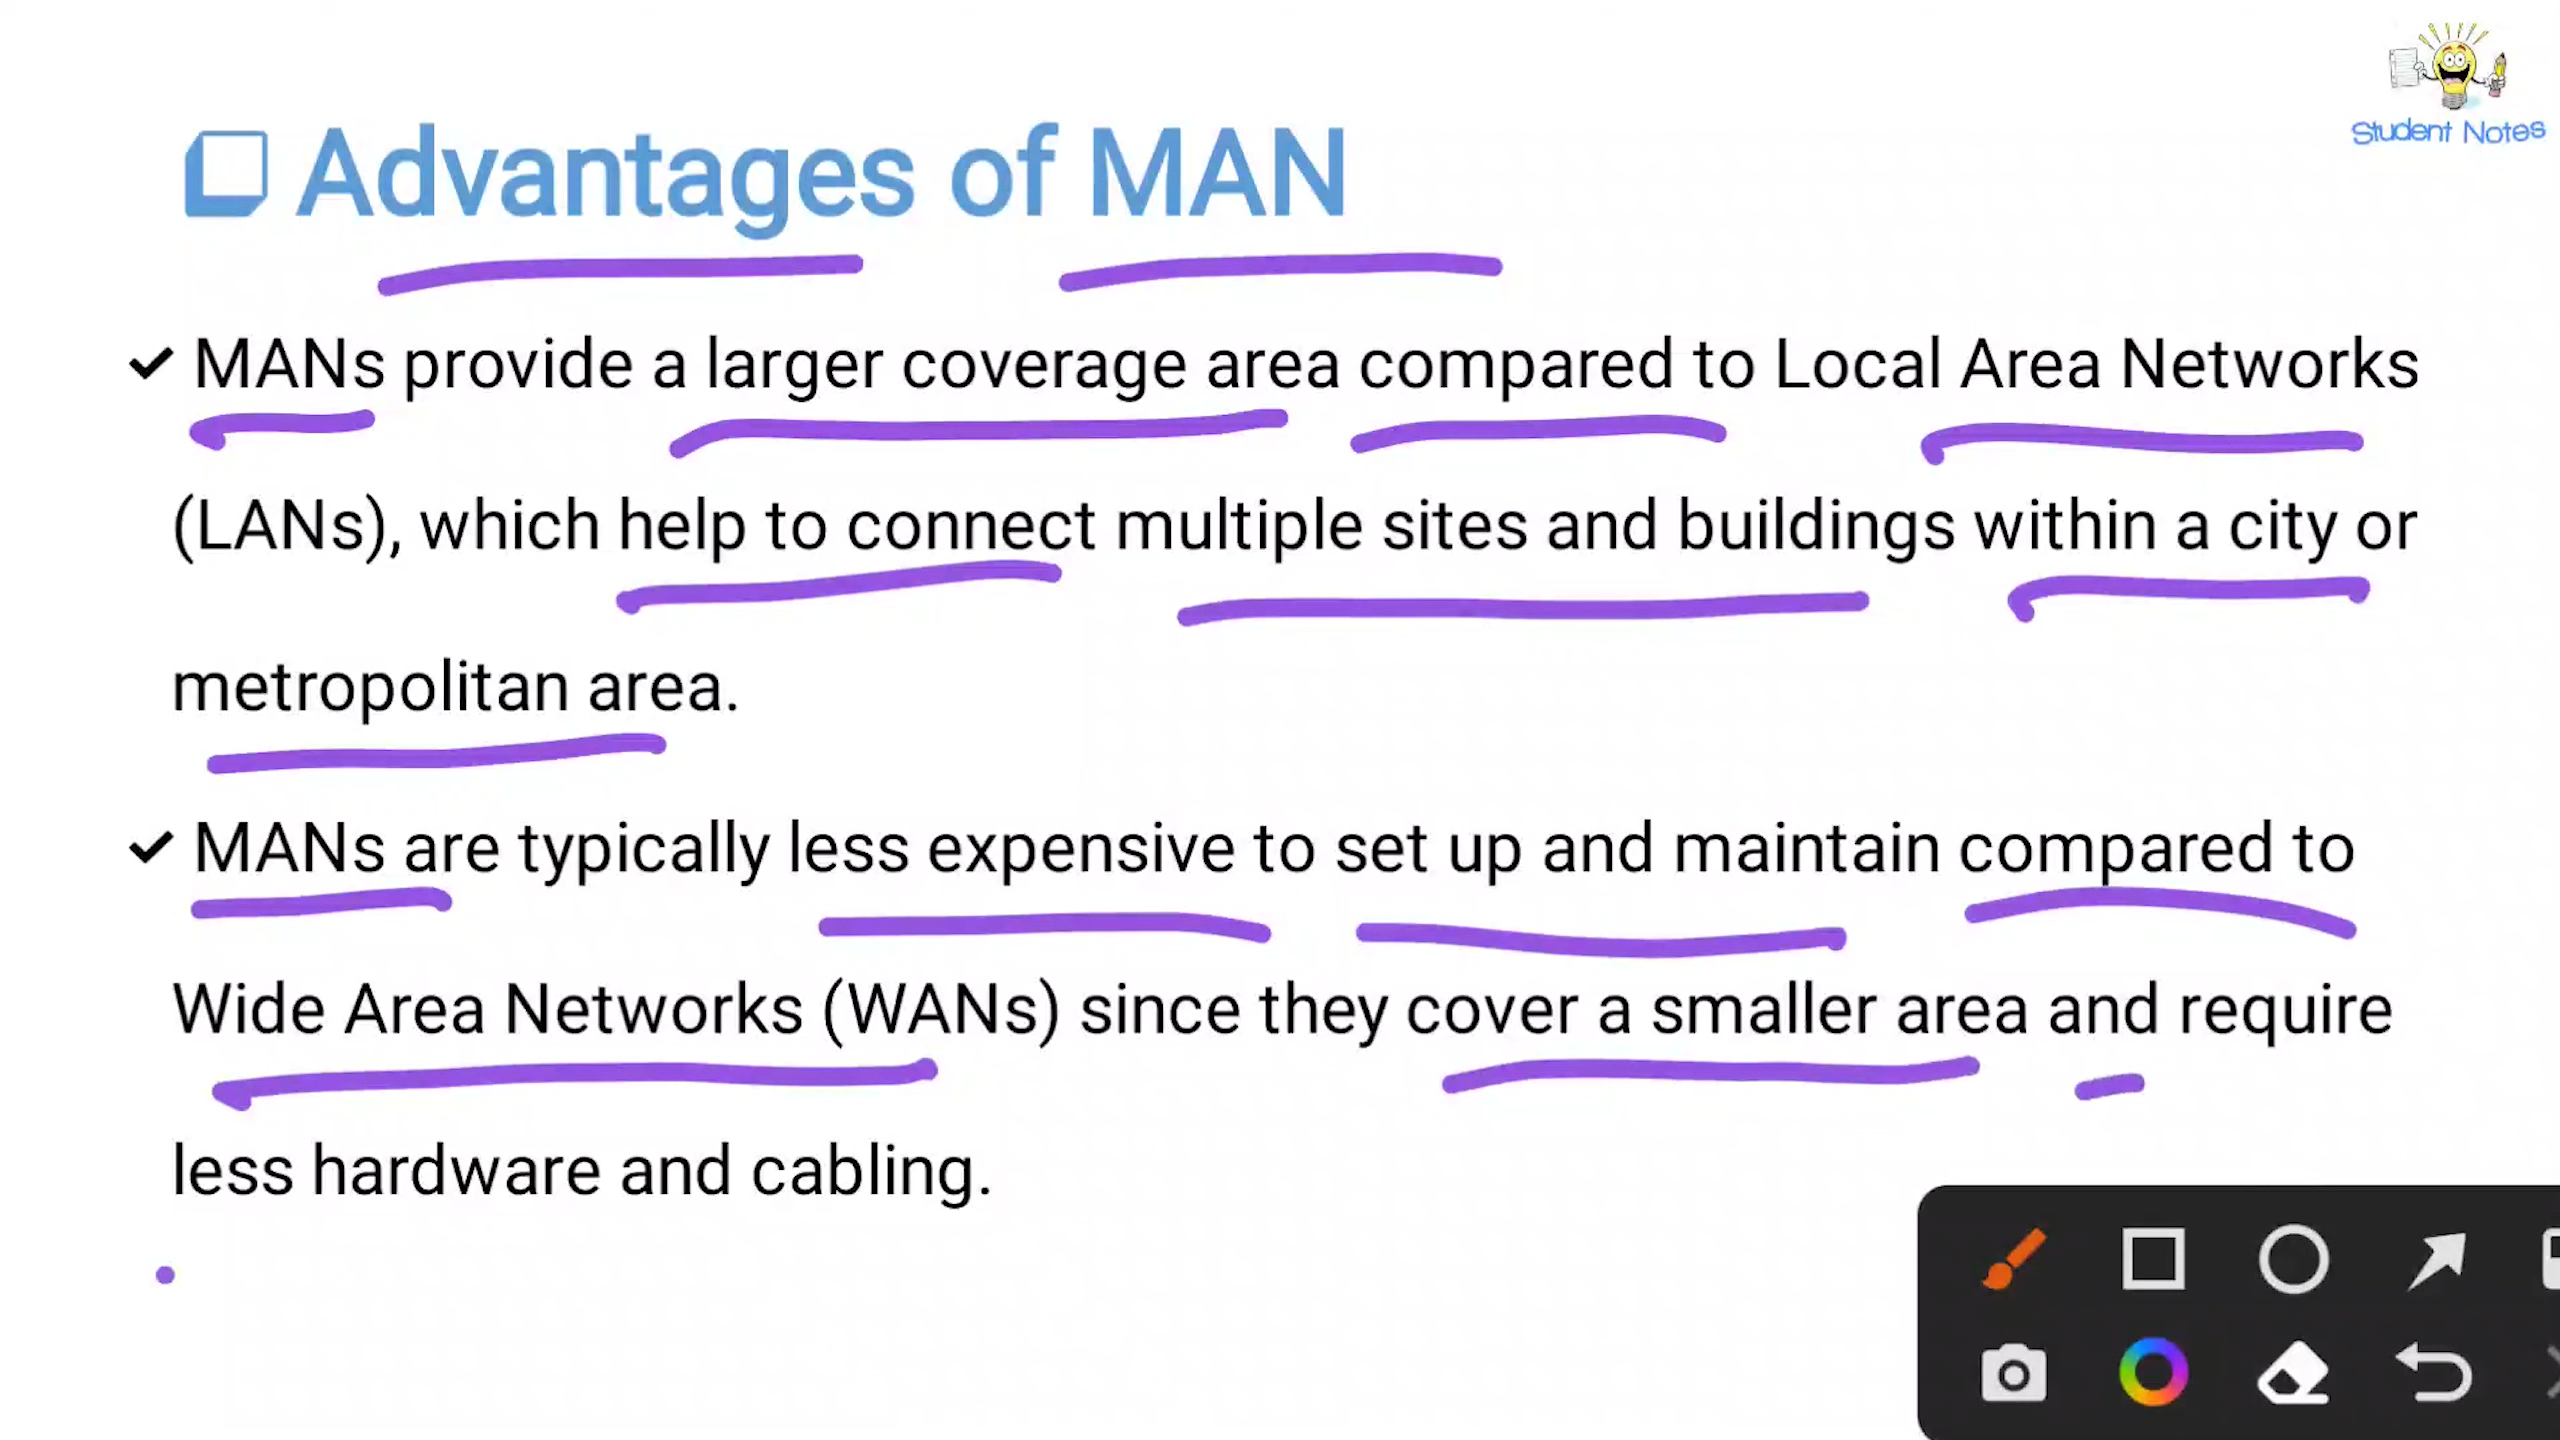 Student Notes
Advantages of MAN
MANs provide a larger coverage area compared to Local Area Networks
(LANs), which help to connect multiple sites and buildings within a city or
metropolitan area.
MANs are typically less expensive to set up and maintain compared to
Wide Area Networks (WANs) since they cover a smaller area and require
less hardware and cabling.